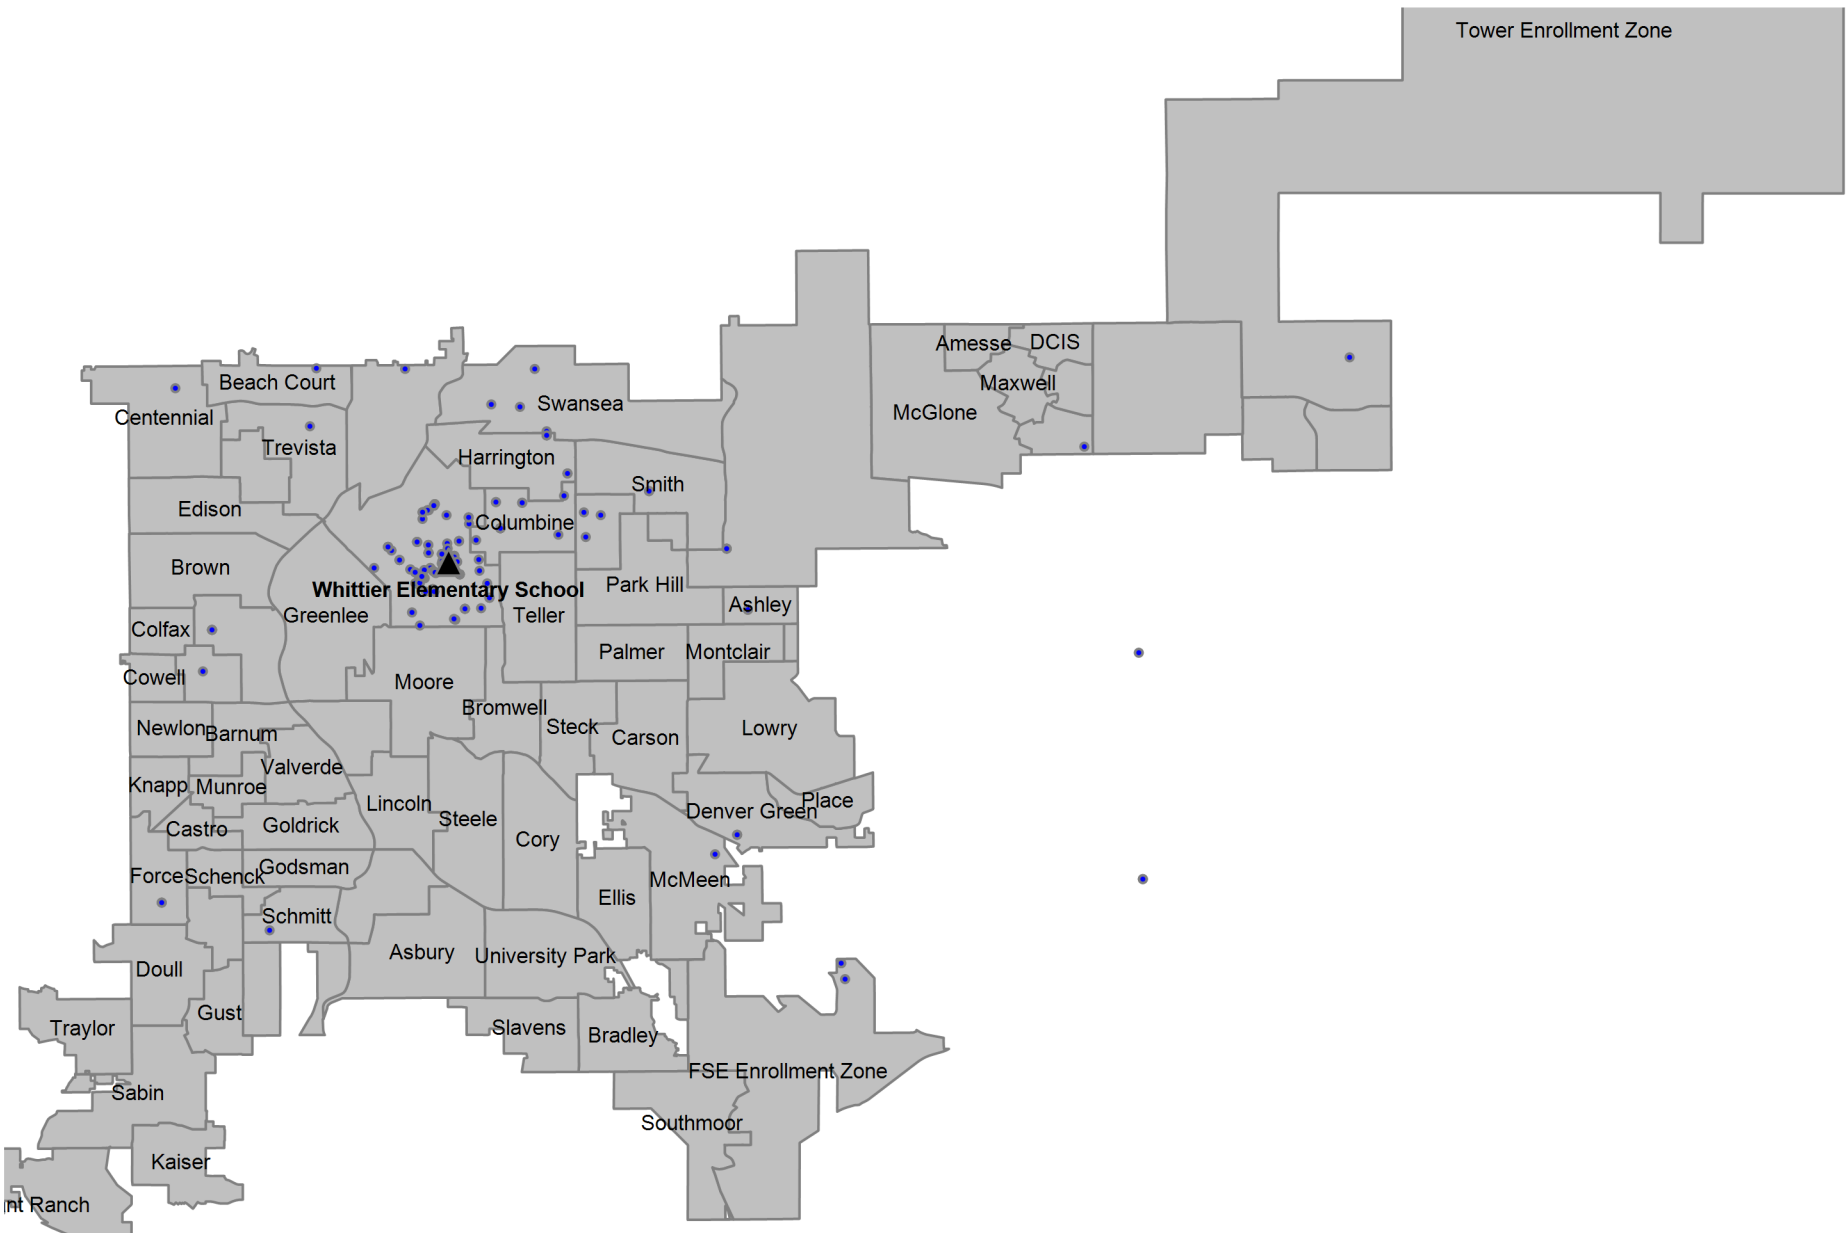 Tower Enrollment Zone
Amesse
DCIS
Beach Court
Maxwell
Swansea
McGlone
Centennial
Trevista
Harrington
Smith
Edison
Columbine
Brown
Park Hill
Whittier Elementary School
Ashley
Greenlee
Teller
Colfax
Palmer
Montclair
Cowell
Moore
Bromwell
Newlon
Steck
Lowry
Barnum
Carson
Valverde
Knapp
Munroe
Place
Lincoln
Denver Green
Steele
Goldrick
Castro
Cory
Godsman
Force
Schenck
McMeen
Ellis
Schmitt
Asbury
University Park
Doull
Gust
Traylor
Slavens
Bradley
FSE Enrollment Zone
Sabin
Southmoor
Kaiser
nt Ranch